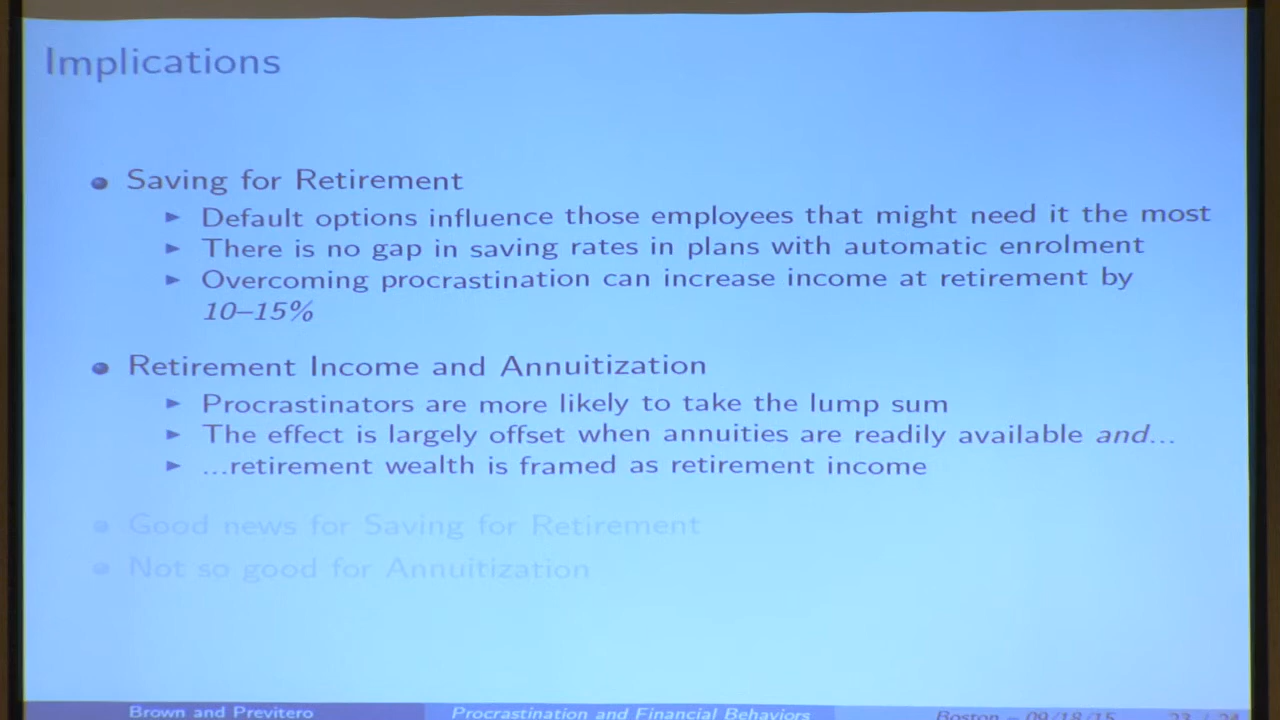 Implications
Saving for Retirement
Default options influence those employees that might need it the most
There is no gap in saving rates in plans with automatic enrolment
Overcoming procrastination can increase income at retirement by
10–15%
Retirement Income and Annuitization
Procrastinators are more likely to take the lump sum
The effect is largely offset when annuities are readily available and...
...retirement wealth is framed as retirement income
Good news for Saving for Retirement
Not so good for Annuitization
Brown and Previtero Procrastination and Financial Behaviors Boston – 09/18/15